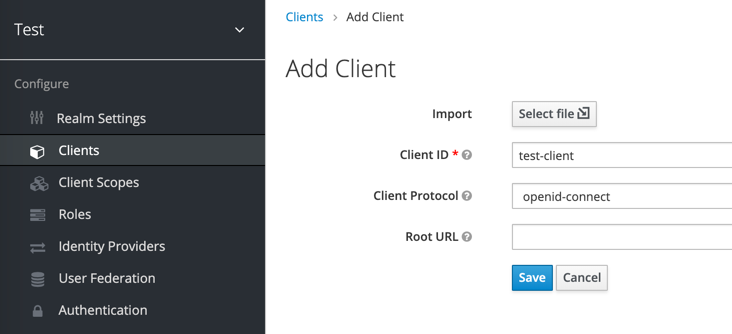 Test
Configure
Realm Settings
Clients
Client Scopes
Roles
Identity Providers
User Federation
Authentication
Clients > Add Client
Add Client
Import Select file
Client ID * test-client
Client Protocol openid-connect
Root URL
Save Cancel